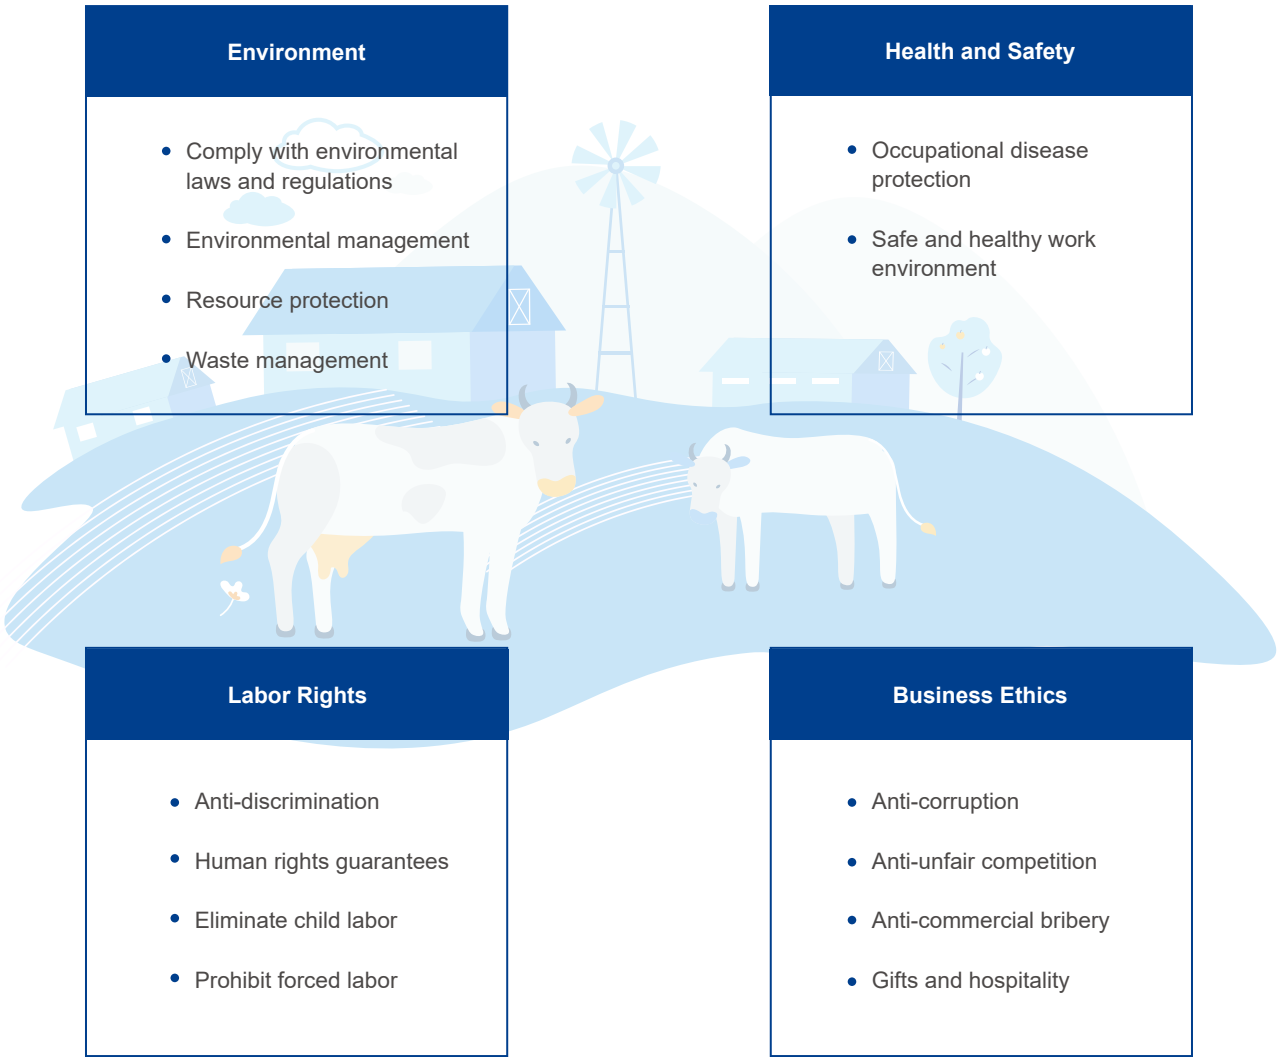 Environment
Comply with environmental
laws and regulations
Environmental management
Resource protection
Waste management
Health and Safety
Occupational disease
protection
Safe and healthy work
environment
Labor Rights
Anti-discrimination
Human rights guarantees
Eliminate child labor
Prohibit forced labor
Business Ethics
Anti-corruption
Anti-unfair competition
Anti-commercial bribery
Gifts and hospitality